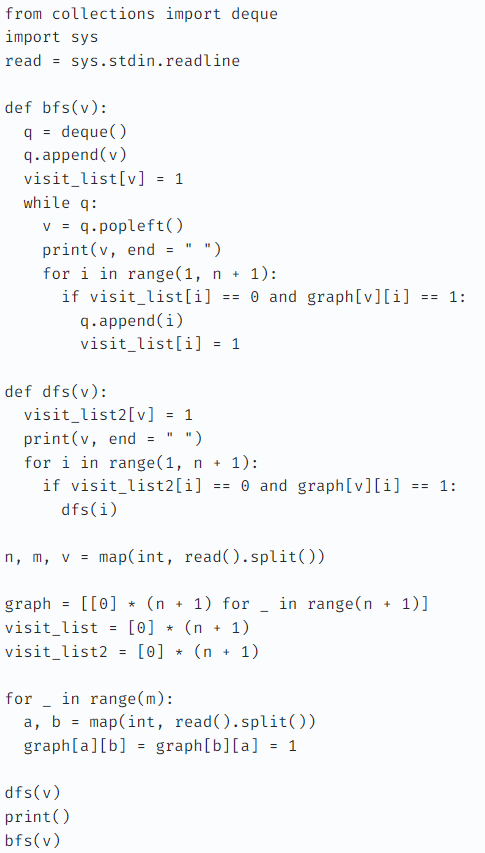 from collections import deque
import sys
read = sys.stdin.readline

def bfs(v):
  q = deque()
  q.append(v)
  visit_list[v] = 1
  while q:
    v = q.popleft()
    print(v, end = " ")
    for i in range(1, n + 1):
      if visit_list[i] == 0 and graph[v][i] == 1:
        q.append(i)
        visit_list[i] = 1

def dfs(v):
  visit_list2[v] = 1
  print(v, end = " ")
  for i in range(1, n + 1):
    if visit_list2[i] == 0 and graph[v][i] == 1:
      dfs(i)

n, m, v = map(int, read().split())

graph = [[0] * (n + 1) for _ in range(n + 1)]
visit_list = [0] * (n + 1)
visit_list2 = [0] * (n + 1)

for _ in range(m):
  a, b = map(int, read().split())
  graph[a][b] = graph[b][a] = 1

dfs(v)
print()
bfs(v)